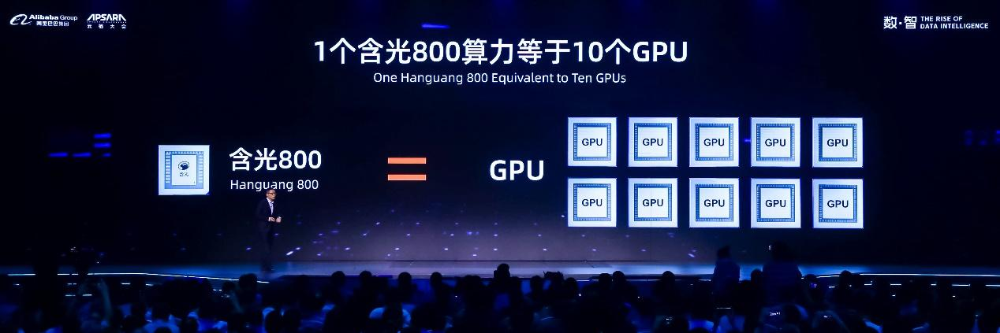 Alibaba Group
阿里巴巴集团
APSARA
云栖大会
数·智 THE RISE OF
DATA INTELLIGENCE
1个含光800算力等于10个GPU
One Hanguang 800 Equivalent to Ten GPUs
含光
含光800
Hanguang 800
=
GPU
GPU GPU GPU GPU GPU
GPU GPU GPU GPU GPU